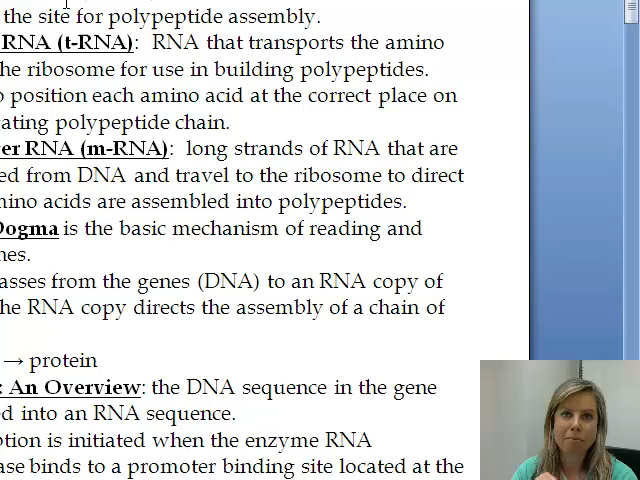 the site for polypeptide assembly.
RNA (t-RNA): RNA that transports the amino
he ribosome for use in building polypeptides.
o position each amino acid at the correct place on
ating polypeptide chain.
er RNA (m-RNA): long strands of RNA that are
ed from DNA and travel to the ribosome to direct
mino acids are assembled into polypeptides.
Dogma is the basic mechanism of reading and
nes.
asses from the genes (DNA) to an RNA copy of
he RNA copy directs the assembly of a chain of
→ protein
: An Overview: the DNA sequence in the gene
ed into an RNA sequence.
ption is initiated when the enzyme RNA
ase binds to a promoter binding site located at the